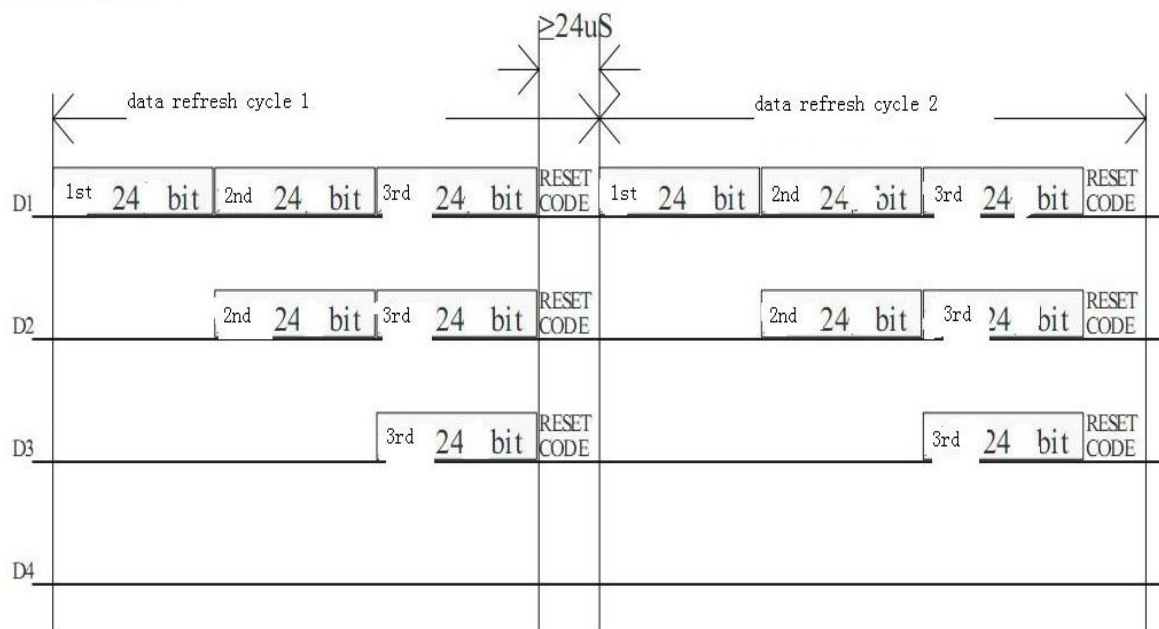 ≥24uS
data refresh cycle 1 data refresh cycle 2
D1 1st 24 bit 2nd 24 bit 3rd 24 bit RESET CODE 1st 24 bit 2nd 24 bit 3rd 24 bit RESET CODE
D2 2nd 24 bit 3rd 24 bit RESET CODE 2nd 24 bit 3rd 24 bit RESET CODE
D3 3rd 24 bit RESET CODE 3rd 24 bit RESET CODE
D4